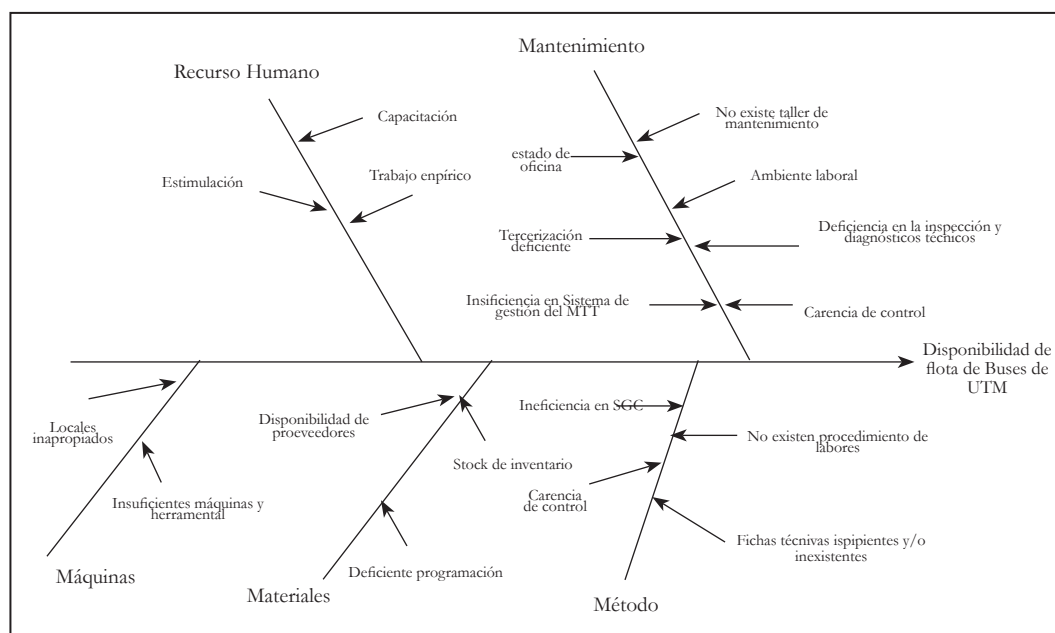 Mantenimiento
Recurso Humano
No existe taller de
mantenimiento
Capacitación
estado de
oficina
Trabajo enpírico
Ambiente laboral
Estimulación
Deficiencia en la inspección y
diagnósticos técnicos
Tercerización
deficiente
Insificiencia en Sistema de
gestión del MTT
Carencia de control
Disponibilidad de
flota de Buses de
UTM
Ineficiencia en SGC
Locales
inapropiados
Disponibilidad de
proeveedores
No existen procedimiento de
labores
Stock de inventario
Carencia
de control
Insuficientes máquinas y
herramental
Fichas técnivas ispipientes y/o
inexistentes
Deficiente programación
Máquinas
Materiales
Método